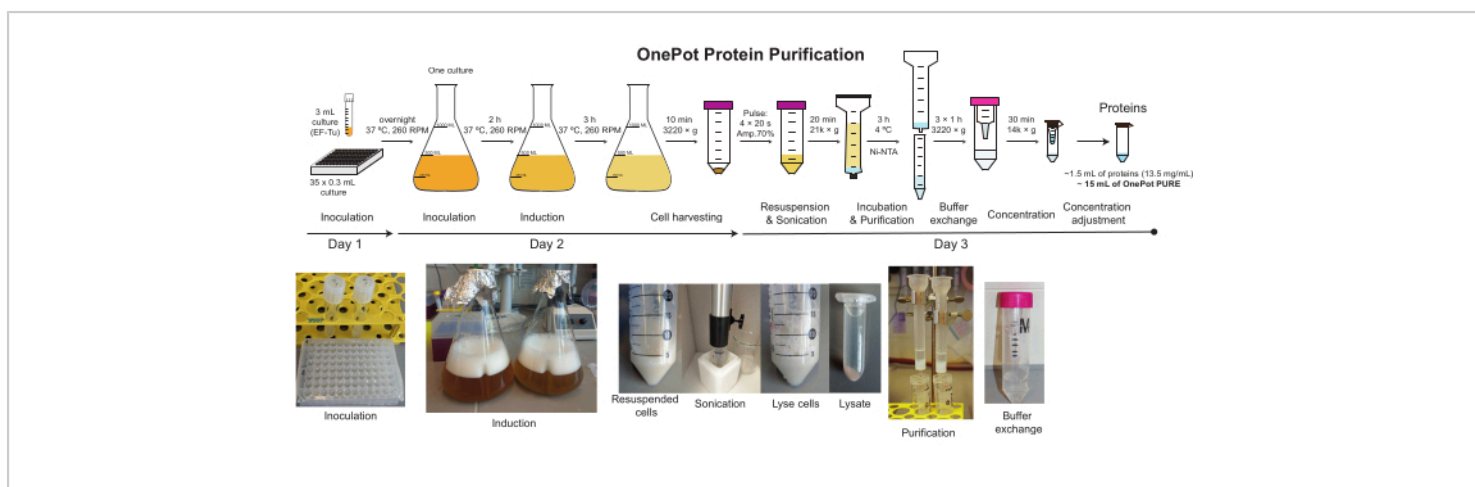 OnePot Protein Purification
One culture
3 mL
culture
(EF-Tu)
35 x 0.3 mL
culture
overnight
37 ºC, 260 RPM
2 h
37 ºC, 260 RPM
3 h
37 ºC, 260 RPM
10 min
3220 × g
Pulse:
4 × 20 s
Amp.70%
20 min
21k × g
3 h
4 ºC
Ni-NTA
3 × 1 h
3220 × g
30 min
14k × g
Proteins
~1.5 mL of proteins (13.5 mg/mL)
~ 15 mL of OnePot PURE
Inoculation
Inoculation
Induction
Cell harvesting
Resuspension
& Sonication
Incubation
& Purification
Buffer
exchange
Concentration
Concentration
adjustment
Day 1
Day 2
Day 3
Inoculation
Induction
Resuspended
cells
Sonication
Lyse cells
Lysate
Purification
Buffer
exchange